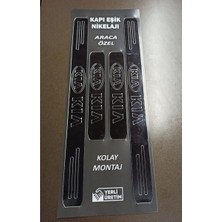 KAPI EŞİK
NİKELAJI
ARACA
ÖZEL
KIA KIA
KIA KIA
KOLAY
MONTAJ
YERLİ
ÜRETİM